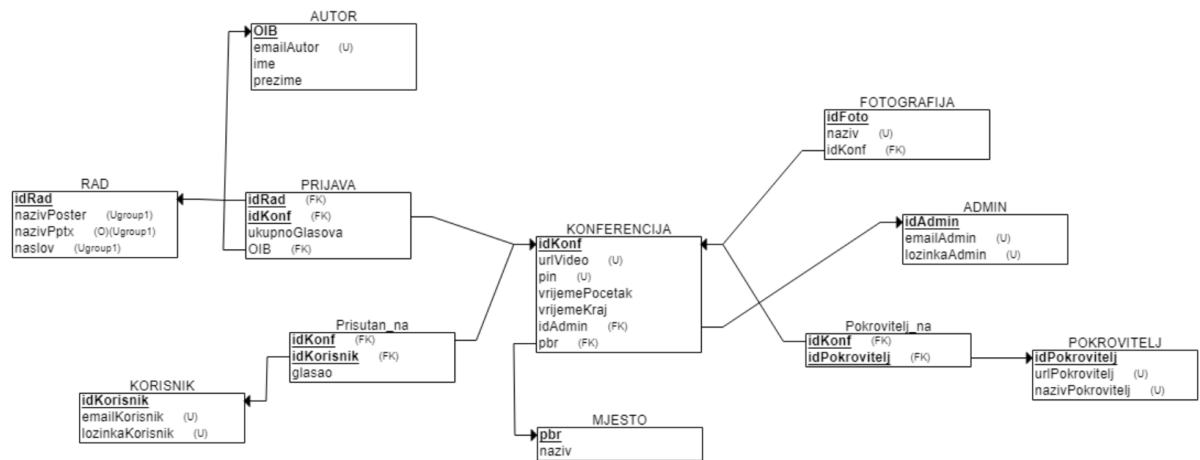 AUTOR
OIB
emailAutor (U)
ime
prezime
FOTOGRAFIJA
idFoto
naziv (U)
idKonf (FK)
RAD
idRad
nazivPoster (Ugroup1)
nazivPptx (O)(Ugroup1)
naslov (Ugroup1)
PRIJAVA
idRad (FK)
idKonf (FK)
ukupnoGlasova
OIB (FK)
KONFERENCIJA
idKonf
urlVideo (U)
pin (U)
vrijemePocetak
vrijemeKraj
idAdmin (FK)
pbr (FK)
ADMIN
idAdmin
emailAdmin (U)
lozinkaAdmin (U)
Prisutan_na
idKonf (FK)
idKorisnik (FK)
glasao
Pokrovitelj_na
idKonf (FK)
idPokrovitelj (FK)
POKROVITELJ
idPokrovitelj
urlPokrovitelj (U)
nazivPokrovitelj (U)
KORISNIK
idKorisnik
emailKorisnik (U)
lozinkaKorisnik (U)
MJESTO
pbr
naziv